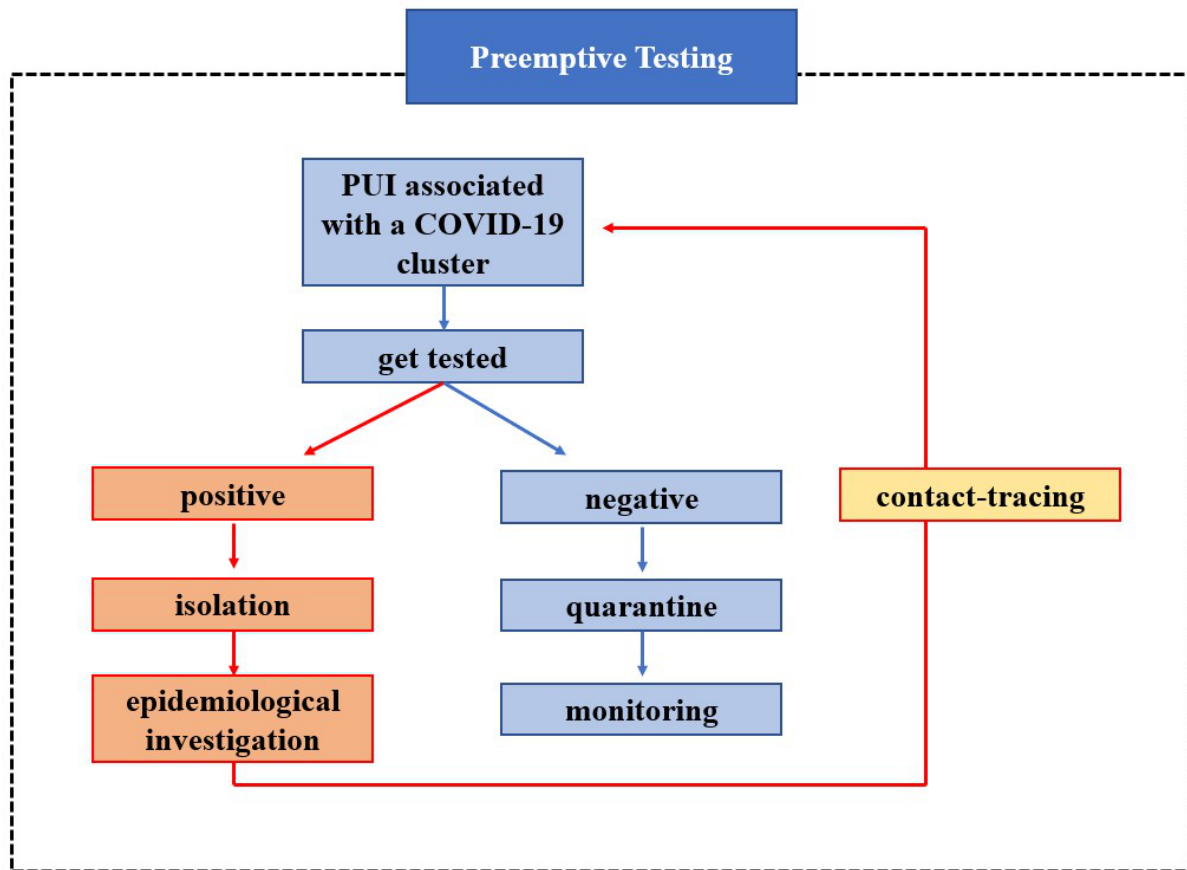 Preemptive Testing
PUI associated
with a COVID-19
cluster
get tested
positive
negative
contact-tracing
isolation
quarantine
epidemiological
investigation
monitoring